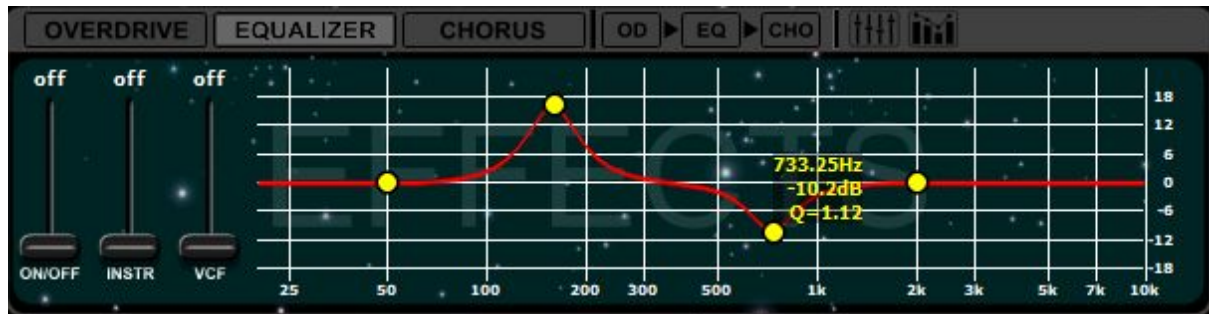 OVERDRIVE EQUALIZER CHORUS OD EQ CHO
off off off
EFFECTS
18
12
6
0
-6
-12
-18
733.25Hz
-10.2dB
Q=1.12
ON/OFF INSTR VCF
25 50 100 200 300 500 1k 2k 3k 5k 7k 10k